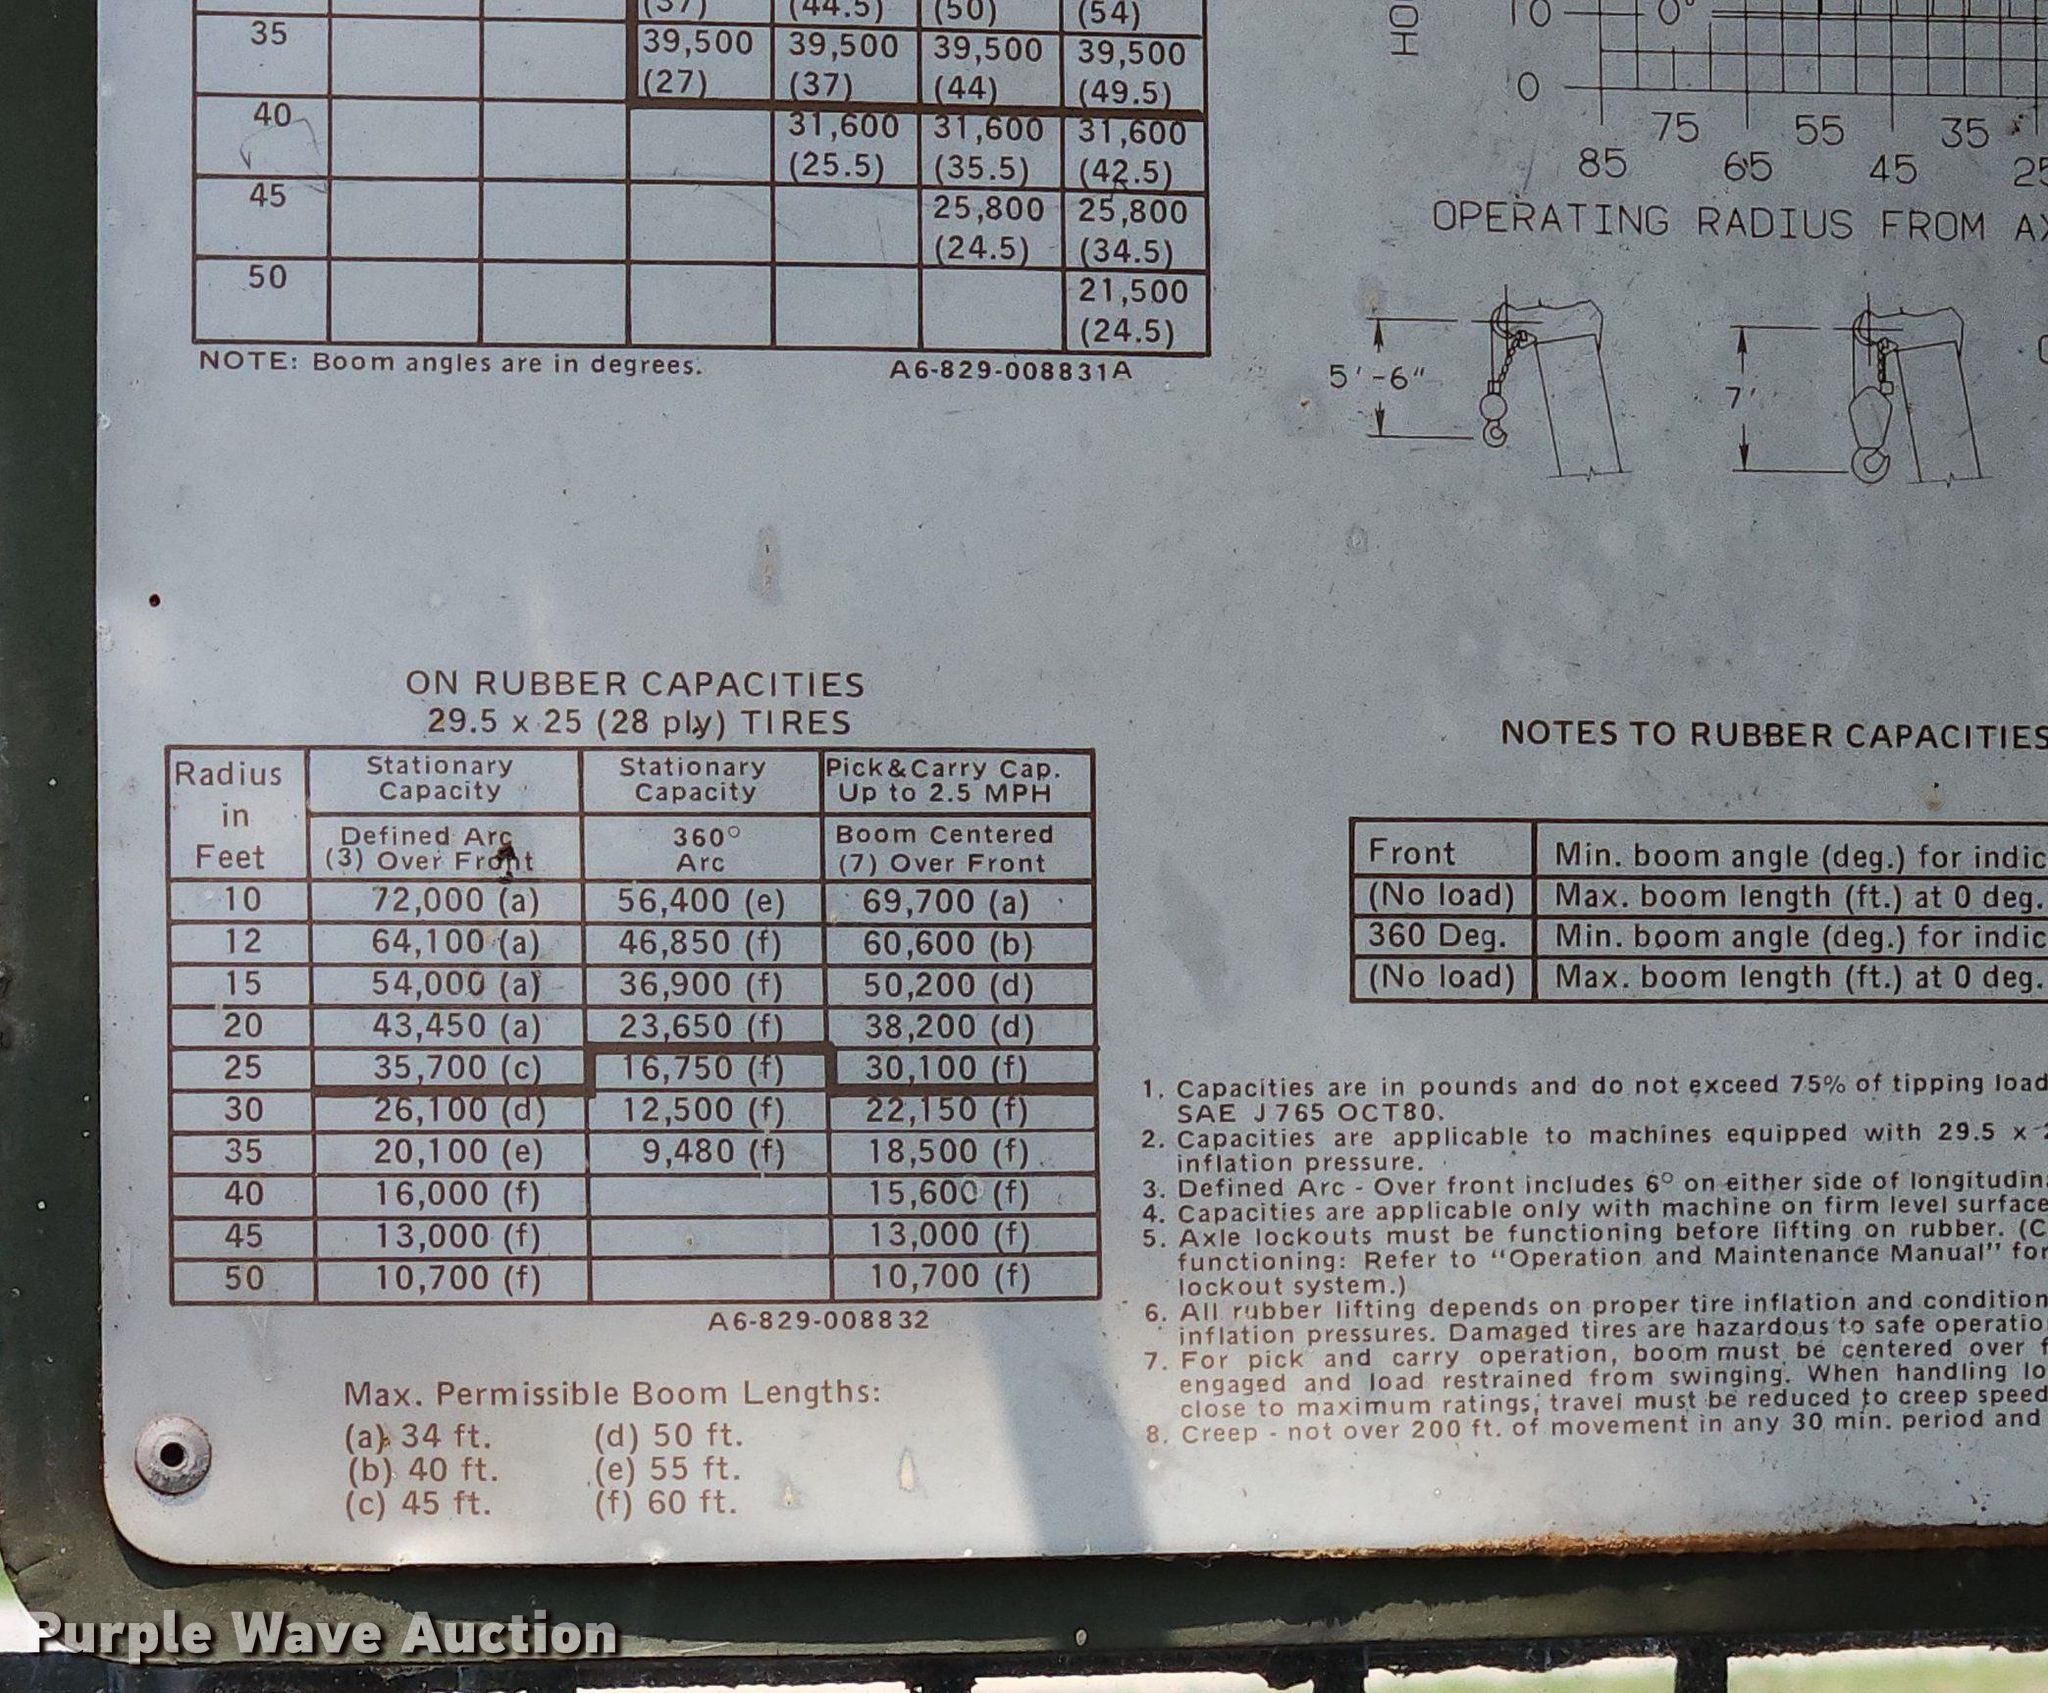 (37) (44.5) (50) (54)
35 39,500 39,500 39,500 39,500
(27) (37) (44) (49.5)
40 31,600 31,600 31,600
(25.5) (35.5) (42.5)
45 25,800 25,800
(24.5) (34.5)
50 21,500
(24.5)
NOTE: Boom angles are in degrees. A6-829-008831A
HO
10 0°
0
75 55 35
85 65 45 25
OPERATING RADIUS FROM
5'-6" 7'
ON RUBBER CAPACITIES
29.5 x 25 (28 ply) TIRES
Radius in Feet
Stationary Capacity
Stationary Capacity
Pick&Carry Cap. Up to 2.5 MPH
Defined Arc (3) Over Front
360° Arc
Boom Centered (7) Over Front
10 72,000 (a) 56,400 (e) 69,700 (a)
12 64,100 (a) 46,850 (f) 60,600 (b)
15 54,000 (a) 36,900 (f) 50,200 (d)
20 43,450 (a) 23,650 (f) 38,200 (d)
25 35,700 (c) 16,750 (f) 30,100 (f)
30 26,100 (d) 12,500 (f) 22,150 (f)
35 20,100 (e) 9,480 (f) 18,500 (f)
40 16,000 (f) 15,600 (f)
45 13,000 (f) 13,000 (f)
50 10,700 (f) 10,700 (f)
A6-829-008832
Max. Permissible Boom Lengths:
(a) 34 ft. (d) 50 ft.
(b) 40 ft. (e) 55 ft.
(c) 45 ft. (f) 60 ft.
NOTES TO RUBBER CAPACITIES
Front Min. boom angle (deg.) for indic
(No load) Max. boom length (ft.) at 0 deg.
360 Deg. Min. boom angle (deg.) for indic
(No load) Max. boom length (ft.) at 0 deg.
1. Capacities are in pounds and do not exceed 75% of tipping load
SAE J765 OCT80.
2. Capacities are applicable to machines equipped with 29.5 x
inflation pressure.
3. Defined Arc - Over front includes 6° on either side of longitudin
4. Capacities are applicable only with machine on firm level surface
5. Axle lockouts must be functioning before lifting on rubber. (C
functioning: Refer to "Operation and Maintenance Manual" for
lockout system.)
6. All rubber lifting depends on proper tire inflation and condition
inflation pressures. Damaged tires are hazardous to safe operatio
7. For pick and carry operation, boom must be centered over f
engaged and load restrained from swinging. When handling lo
close to maximum ratings, travel must be reduced to creep speed
8. Creep - not over 200 ft. of movement in any 30 min. period and
Purple Wave Auction